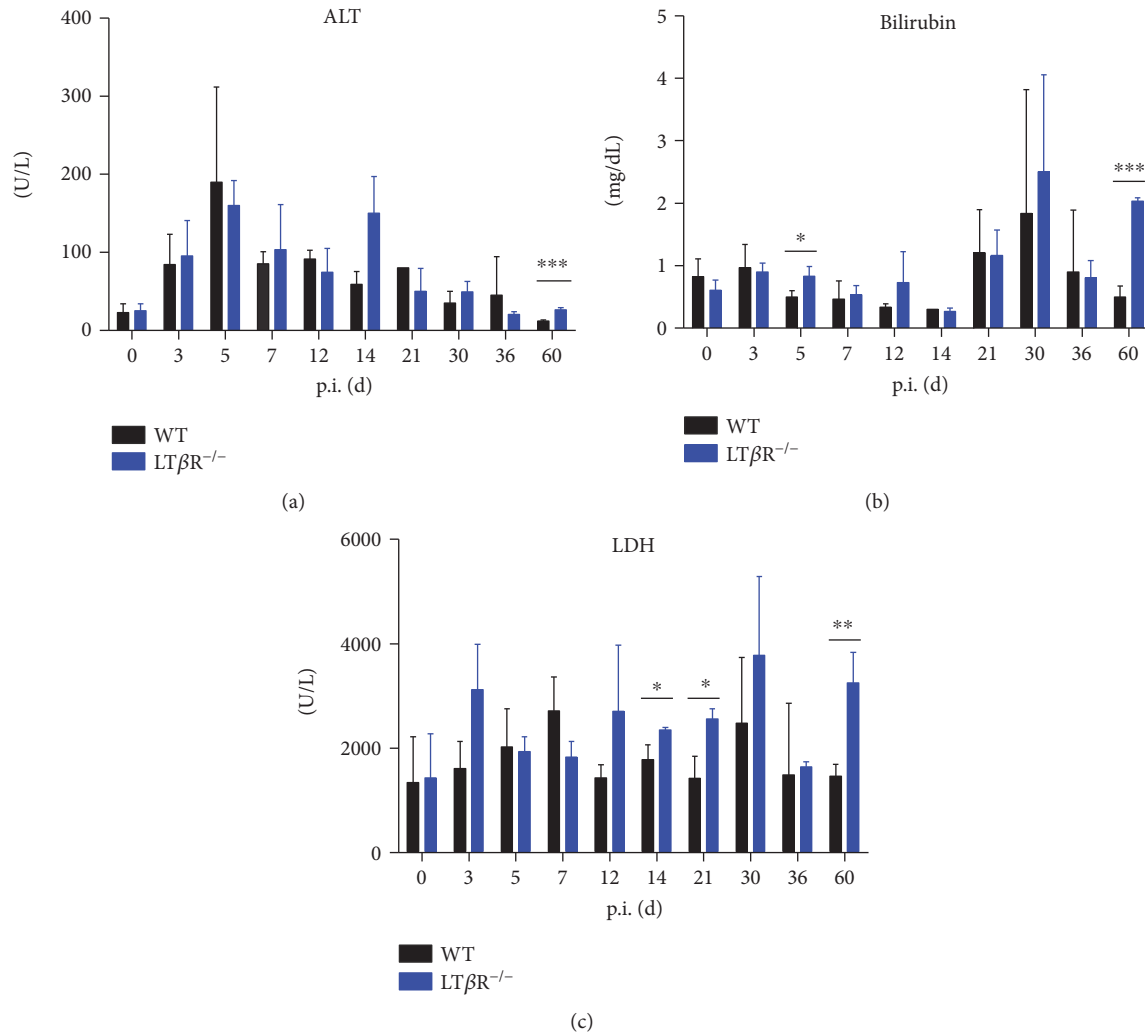 ALT
400
300
200
100
0
(U/L)
***
0 3 5 7 12 14 21 30 36 60
p.i. (d)
WT
LTβR−/−
(a)
Bilirubin
5
4
3
2
1
0
(mg/dL)
*
***
0 3 5 7 12 14 21 30 36 60
p.i. (d)
WT
LTβR−/−
(b)
LDH
6000
4000
2000
0
(U/L)
*
*
**
0 3 5 7 12 14 21 30 36 60
p.i. (d)
WT
LTβR−/−
(c)